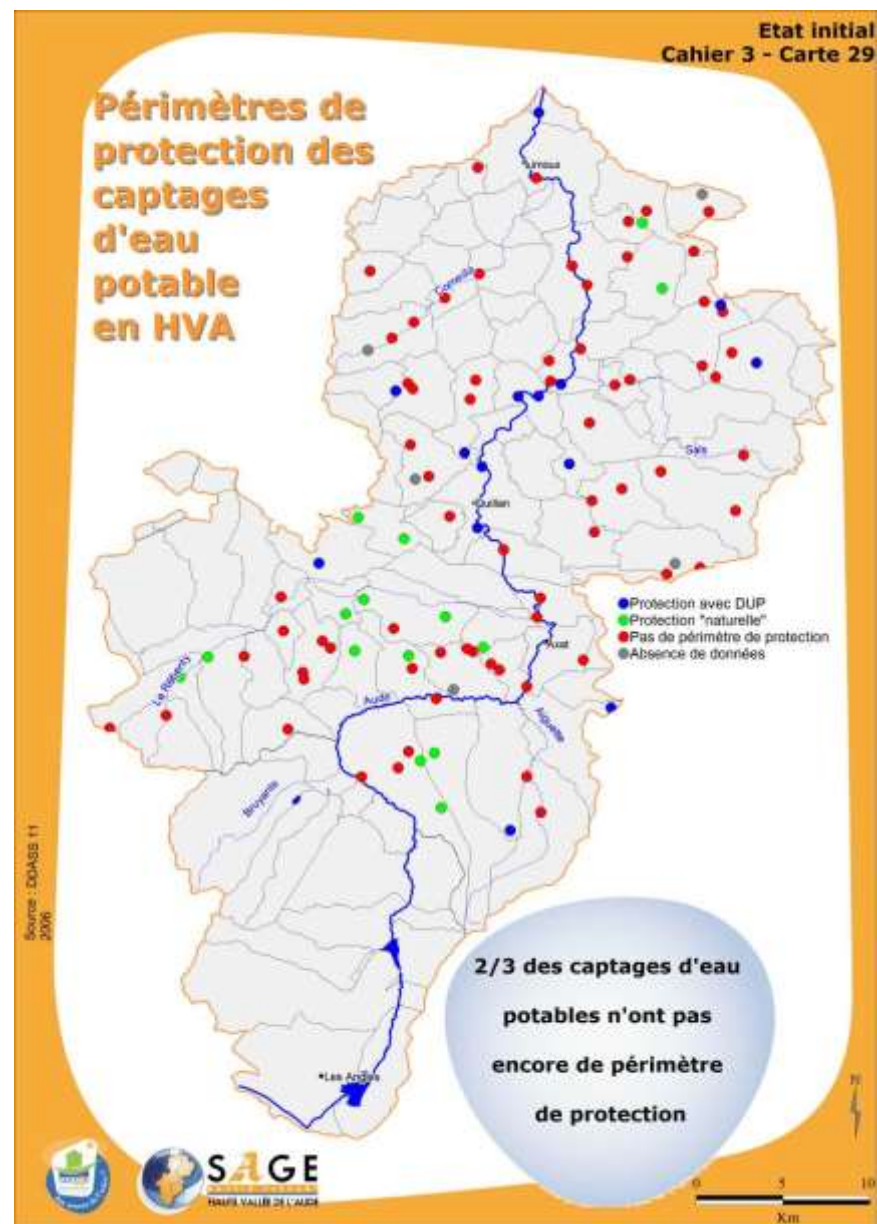 Etat initial
Cahier 3 - Carte 29
Périmètres de
protection des
captages
d'eau
potable
en HVA
Limoux
Corneilla
Sals
Quillan
Protection avec DUP
Protection "naturelle"
Pas de périmètre de protection
Absence de données
Axat
Le Rébenty
Aude
Aiguette
Bruyante
Source : DDASS 11
2006
2/3 des captages d'eau
potables n'ont pas
encore de périmètre
de protection
Les Angles
N
SAGE
HAUTE VALLÉE DE L'AUDE
0 5 10
Km